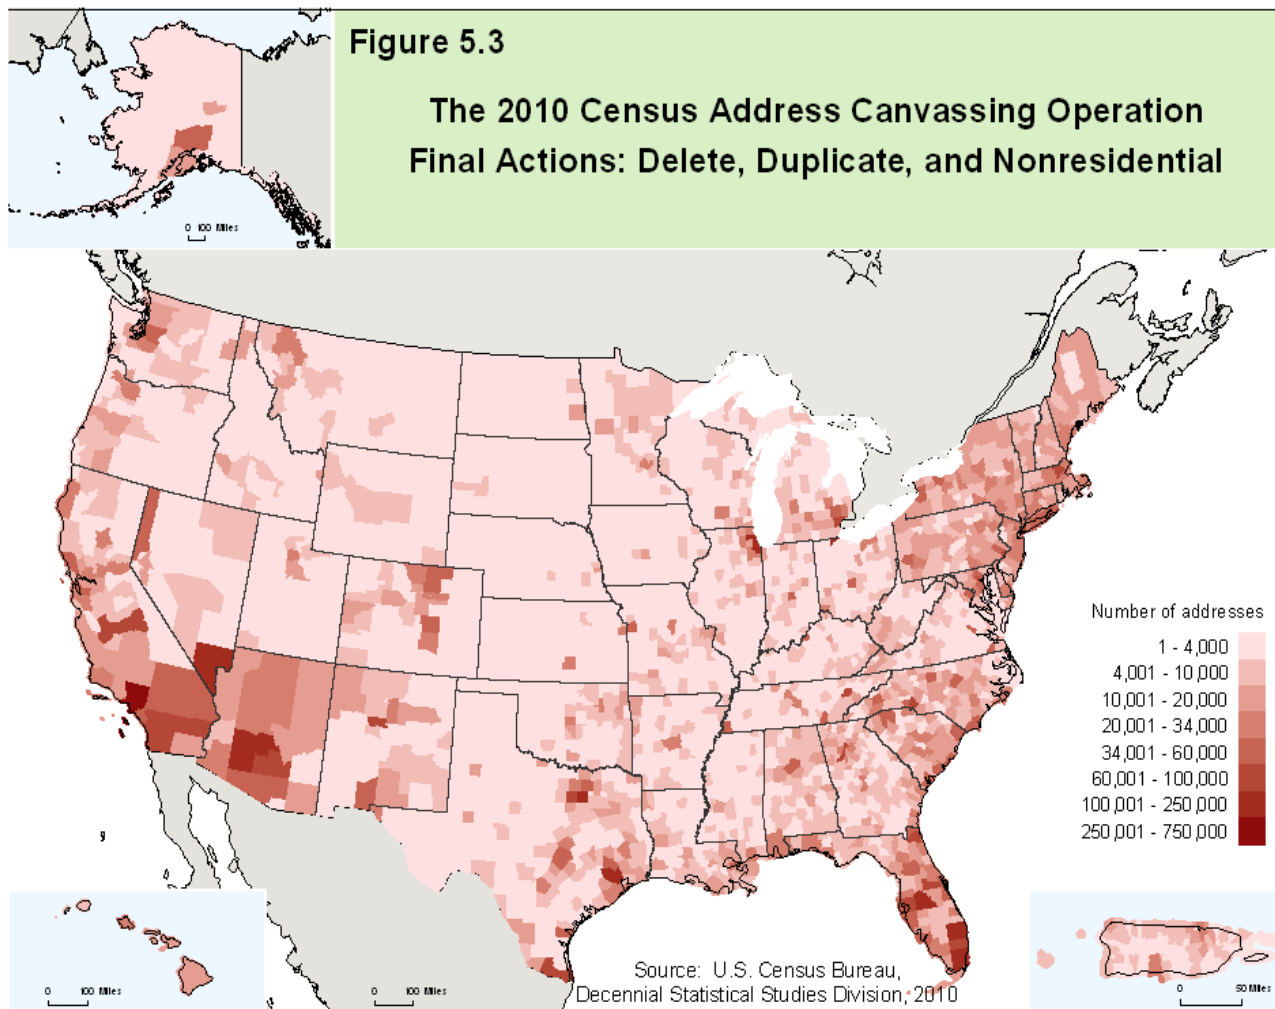 Figure 5.3
The 2010 Census Address Canvassing Operation
Final Actions: Delete, Duplicate, and Nonresidential
0 100 Miles
Number of addresses
1 - 4,000
4,001 - 10,000
10,001 - 20,000
20,001 - 34,000
34,001 - 60,000
60,001 - 100,000
100,001 - 250,000
250,001 - 750,000
0 100 Miles
0 100 Miles
Source: U.S. Census Bureau,
Decennial Statistical Studies Division, 2010
0 50 Miles